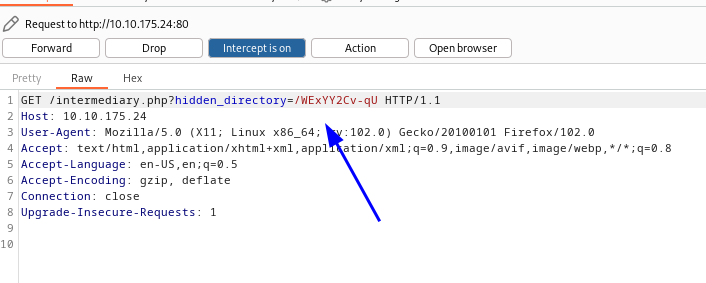 Request to http://10.10.175.24:80
Forward Drop Intercept is on Action Open browser
Pretty Raw Hex
1 GET /intermediary.php?hidden_directory=/WExYY2Cv-qU HTTP/1.1
2 Host: 10.10.175.24
3 User-Agent: Mozilla/5.0 (X11; Linux x86_64; rv:102.0) Gecko/20100101 Firefox/102.0
4 Accept: text/html,application/xhtml+xml,application/xml;q=0.9,image/avif,image/webp,*/*;q=0.8
5 Accept-Language: en-US,en;q=0.5
6 Accept-Encoding: gzip, deflate
7 Connection: close
8 Upgrade-Insecure-Requests: 1
9
10